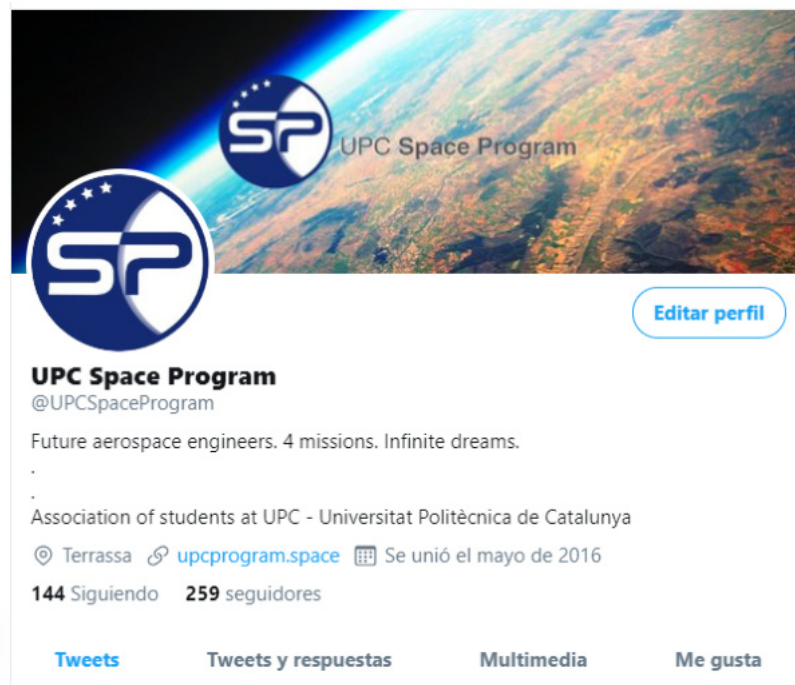 SP
UPC Space Program
SP
Editar perfil
UPC Space Program
@UPCSpaceProgram
Future aerospace engineers. 4 missions. Infinite dreams.
.
.
Association of students at UPC - Universitat Politècnica de Catalunya
Terrassa upcprogram.space Se unió el mayo de 2016
144 Siguiendo 259 seguidores
Tweets Tweets y respuestas Multimedia Me gusta